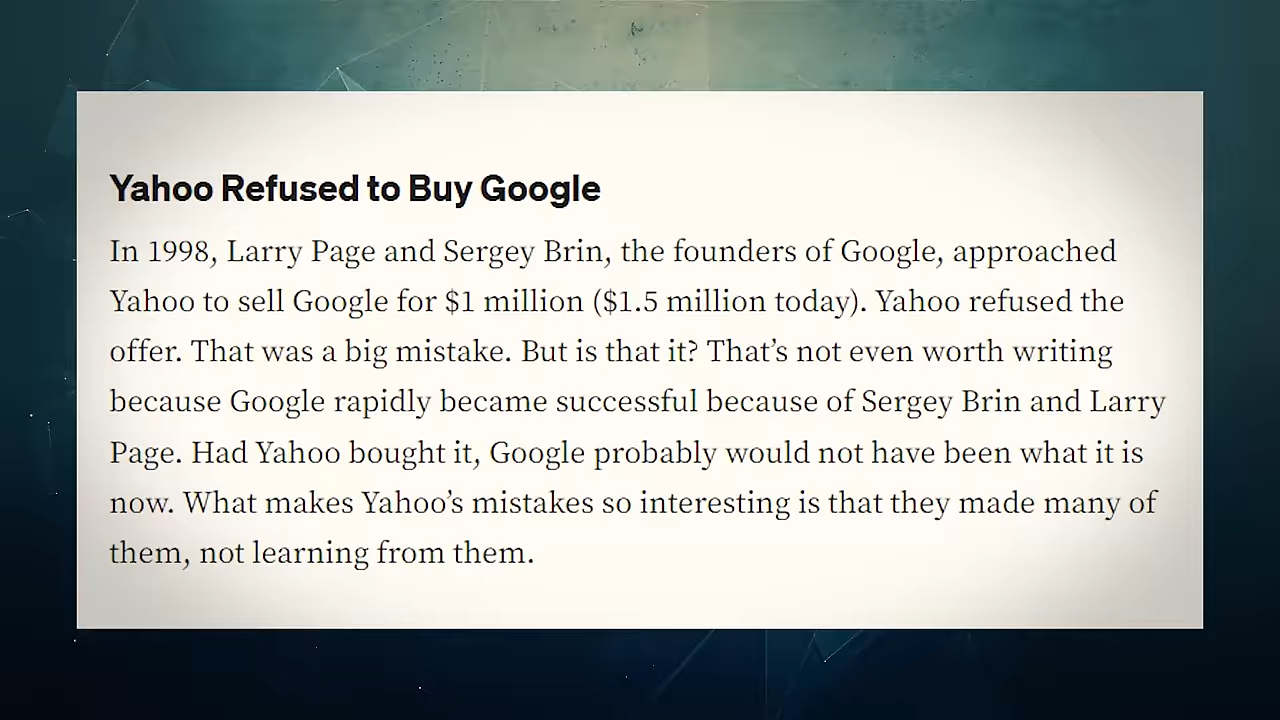 Yahoo Refused to Buy Google
In 1998, Larry Page and Sergey Brin, the founders of Google, approached
Yahoo to sell Google for $1 million ($1.5 million today). Yahoo refused the
offer. That was a big mistake. But is that it? That’s not even worth writing
because Google rapidly became successful because of Sergey Brin and Larry
Page. Had Yahoo bought it, Google probably would not have been what it is
now. What makes Yahoo’s mistakes so interesting is that they made many of
them, not learning from them.